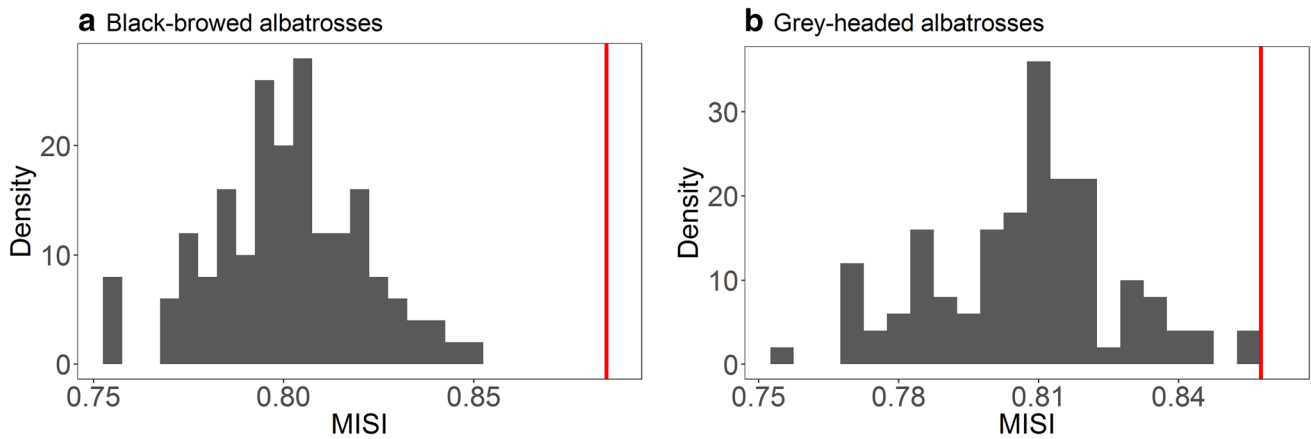 a Black-browed albatrosses
Density
20
10
0
0.75 0.80 0.85
MISI
b Grey-headed albatrosses
Density
30
20
10
0
0.75 0.78 0.81 0.84
MISI